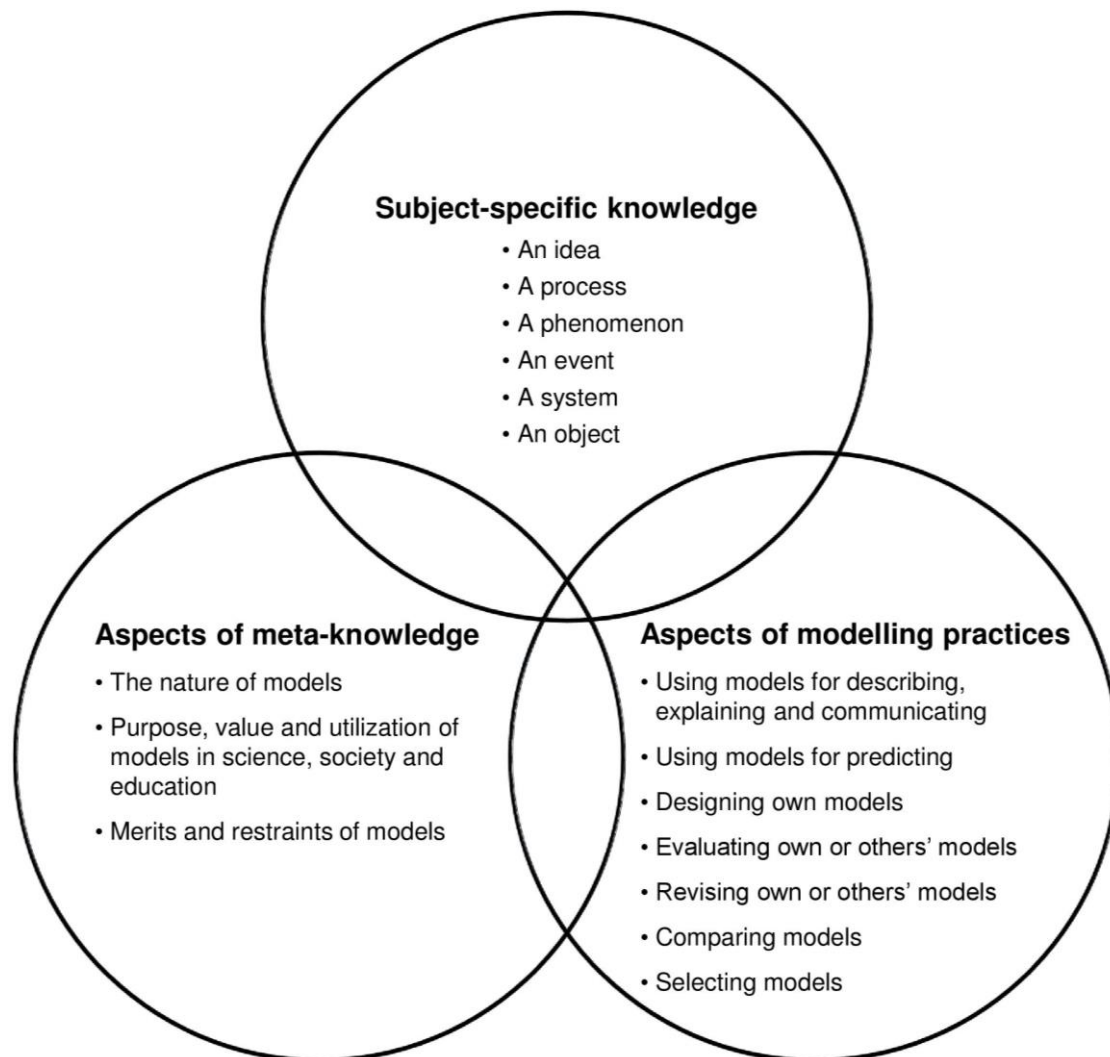 Subject-specific knowledge
• An idea
• A process
• A phenomenon
• An event
• A system
• An object
Aspects of meta-knowledge
• The nature of models
• Purpose, value and utilization of
models in science, society and
education
• Merits and restraints of models
Aspects of modelling practices
• Using models for describing,
explaining and communicating
• Using models for predicting
• Designing own models
• Evaluating own or others’ models
• Revising own or others’ models
• Comparing models
• Selecting models